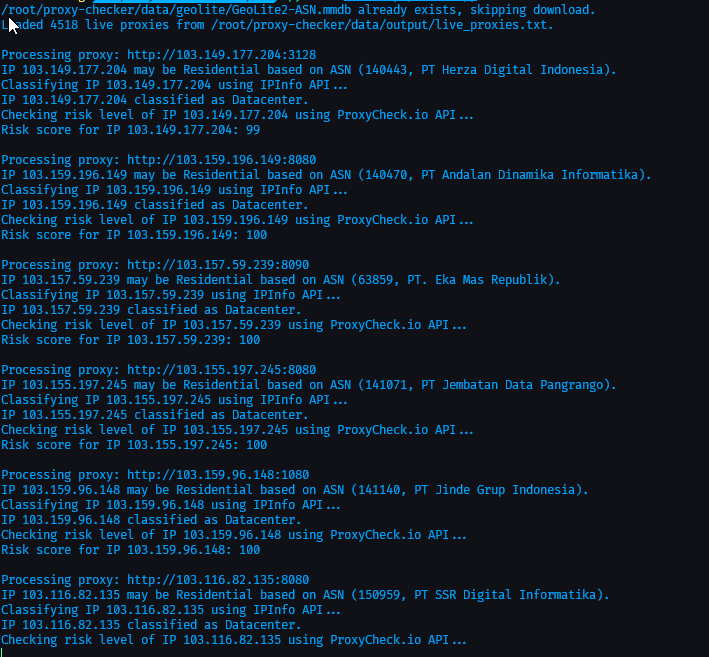 /root/proxy-checker/data/geolite/GeoLite2-ASN.mmdb already exists, skipping download.
Loaded 4518 live proxies from /root/proxy-checker/data/output/live_proxies.txt.
Processing proxy: http://103.149.177.204:3128
IP 103.149.177.204 may be Residential based on ASN (140443, PT Herza Digital Indonesia).
Classifying IP 103.149.177.204 using IPInfo API...
IP 103.149.177.204 classified as Datacenter.
Checking risk level of IP 103.149.177.204 using ProxyCheck.io API...
Risk score for IP 103.149.177.204: 99
Processing proxy: http://103.159.196.149:8080
IP 103.159.196.149 may be Residential based on ASN (140470, PT Andalan Dinamika Informatika).
Classifying IP 103.159.196.149 using IPInfo API...
IP 103.159.196.149 classified as Datacenter.
Checking risk level of IP 103.159.196.149 using ProxyCheck.io API...
Risk score for IP 103.159.196.149: 100
Processing proxy: http://103.157.59.239:8090
IP 103.157.59.239 may be Residential based on ASN (63859, PT. Eka Mas Republik).
Classifying IP 103.157.59.239 using IPInfo API...
IP 103.157.59.239 classified as Datacenter.
Checking risk level of IP 103.157.59.239 using ProxyCheck.io API...
Risk score for IP 103.157.59.239: 100
Processing proxy: http://103.155.197.245:8080
IP 103.155.197.245 may be Residential based on ASN (141071, PT Jembatan Data Pangrango).
Classifying IP 103.155.197.245 using IPInfo API...
IP 103.155.197.245 classified as Datacenter.
Checking risk level of IP 103.155.197.245 using ProxyCheck.io API...
Risk score for IP 103.155.197.245: 100
Processing proxy: http://103.159.96.148:1080
IP 103.159.96.148 may be Residential based on ASN (141140, PT Jinde Grup Indonesia).
Classifying IP 103.159.96.148 using IPInfo API...
IP 103.159.96.148 classified as Datacenter.
Checking risk level of IP 103.159.96.148 using ProxyCheck.io API...
Risk score for IP 103.159.96.148: 100
Processing proxy: http://103.116.82.135:8080
IP 103.116.82.135 may be Residential based on ASN (150959, PT SSR Digital Informatika).
Classifying IP 103.116.82.135 using IPInfo API...
IP 103.116.82.135 classified as Datacenter.
Checking risk level of IP 103.116.82.135 using ProxyCheck.io API...